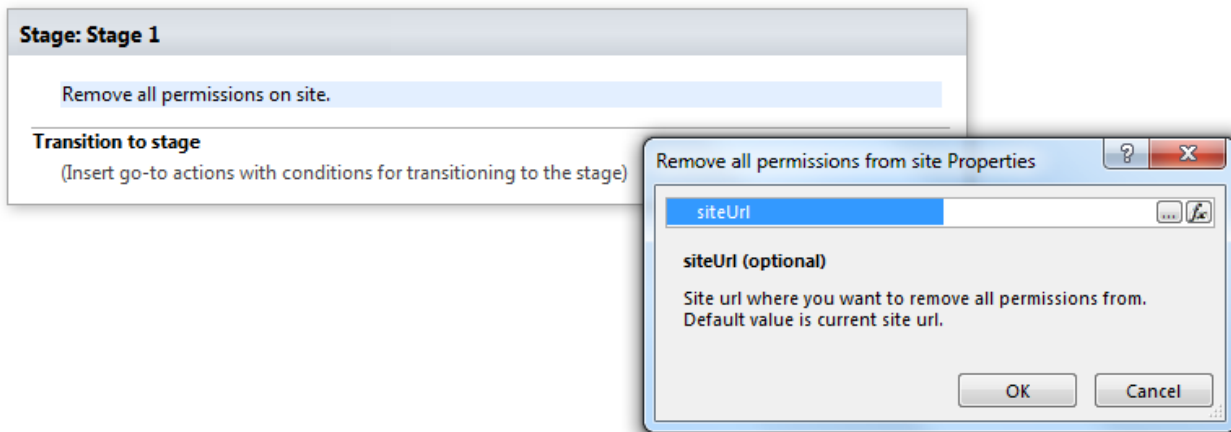 Stage: Stage 1
Remove all permissions on site.
Transition to stage
(Insert go-to actions with conditions for transitioning to the stage)
Remove all permissions from site Properties
?
X
siteUrl
...
fx
siteUrl (optional)
Site url where you want to remove all permissions from.
Default value is current site url.
OK
Cancel